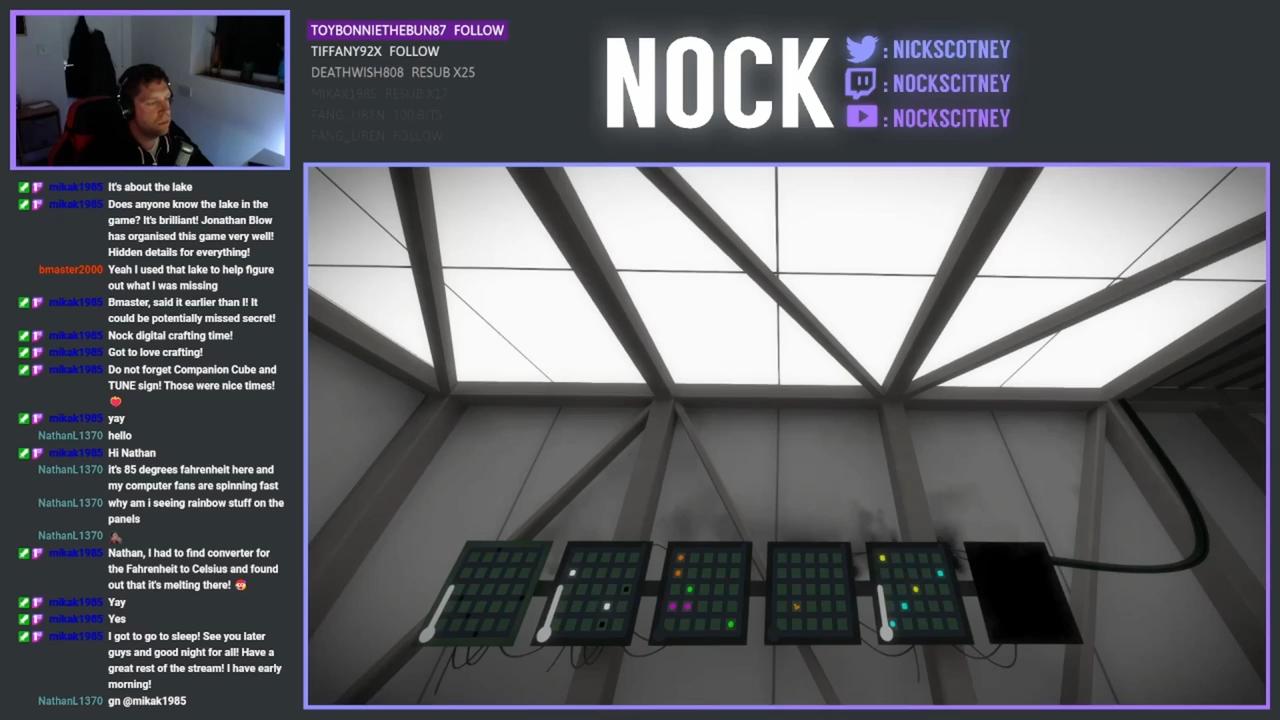 TOYBONNIETHEBUN87 FOLLOW
TIFFANY92X FOLLOW
DEATHWISH808 RESUB X25
MIKAK1985 RESUB X17
FANG_LIREN 100 BITS
FANG_LIREN FOLLOW
NOCK
: NICKSCOTNEY
: NOCKSCITNEY
: NOCKSCITNEY
mikak1985 It's about the lake
mikak1985 Does anyone know the lake in the
game? It's brilliant! Jonathan Blow
has organised this game very well!
Hidden details for everything!
bmaster2000 Yeah I used that lake to help figure
out what I was missing
mikak1985 Bmaster, said it earlier than I! It
could be potentially missed secret!
mikak1985 Nock digital crafting time!
mikak1985 Got to love crafting!
mikak1985 Do not forget Companion Cube and
TUNE sign! Those were nice times!
mikak1985 yay
NathanL1370 hello
mikak1985 Hi Nathan
NathanL1370 it's 85 degrees fahrenheit here and
my computer fans are spinning fast
NathanL1370 why am i seeing rainbow stuff on the
panels
NathanL1370
mikak1985 Nathan, I had to find converter for
the Fahrenheit to Celsius and found
out that it's melting there!
mikak1985 Yay
mikak1985 Yes
mikak1985 I got to go to sleep! See you later
guys and good night for all! Have a
great rest of the stream! I have early
morning!
NathanL1370 gn @mikak1985